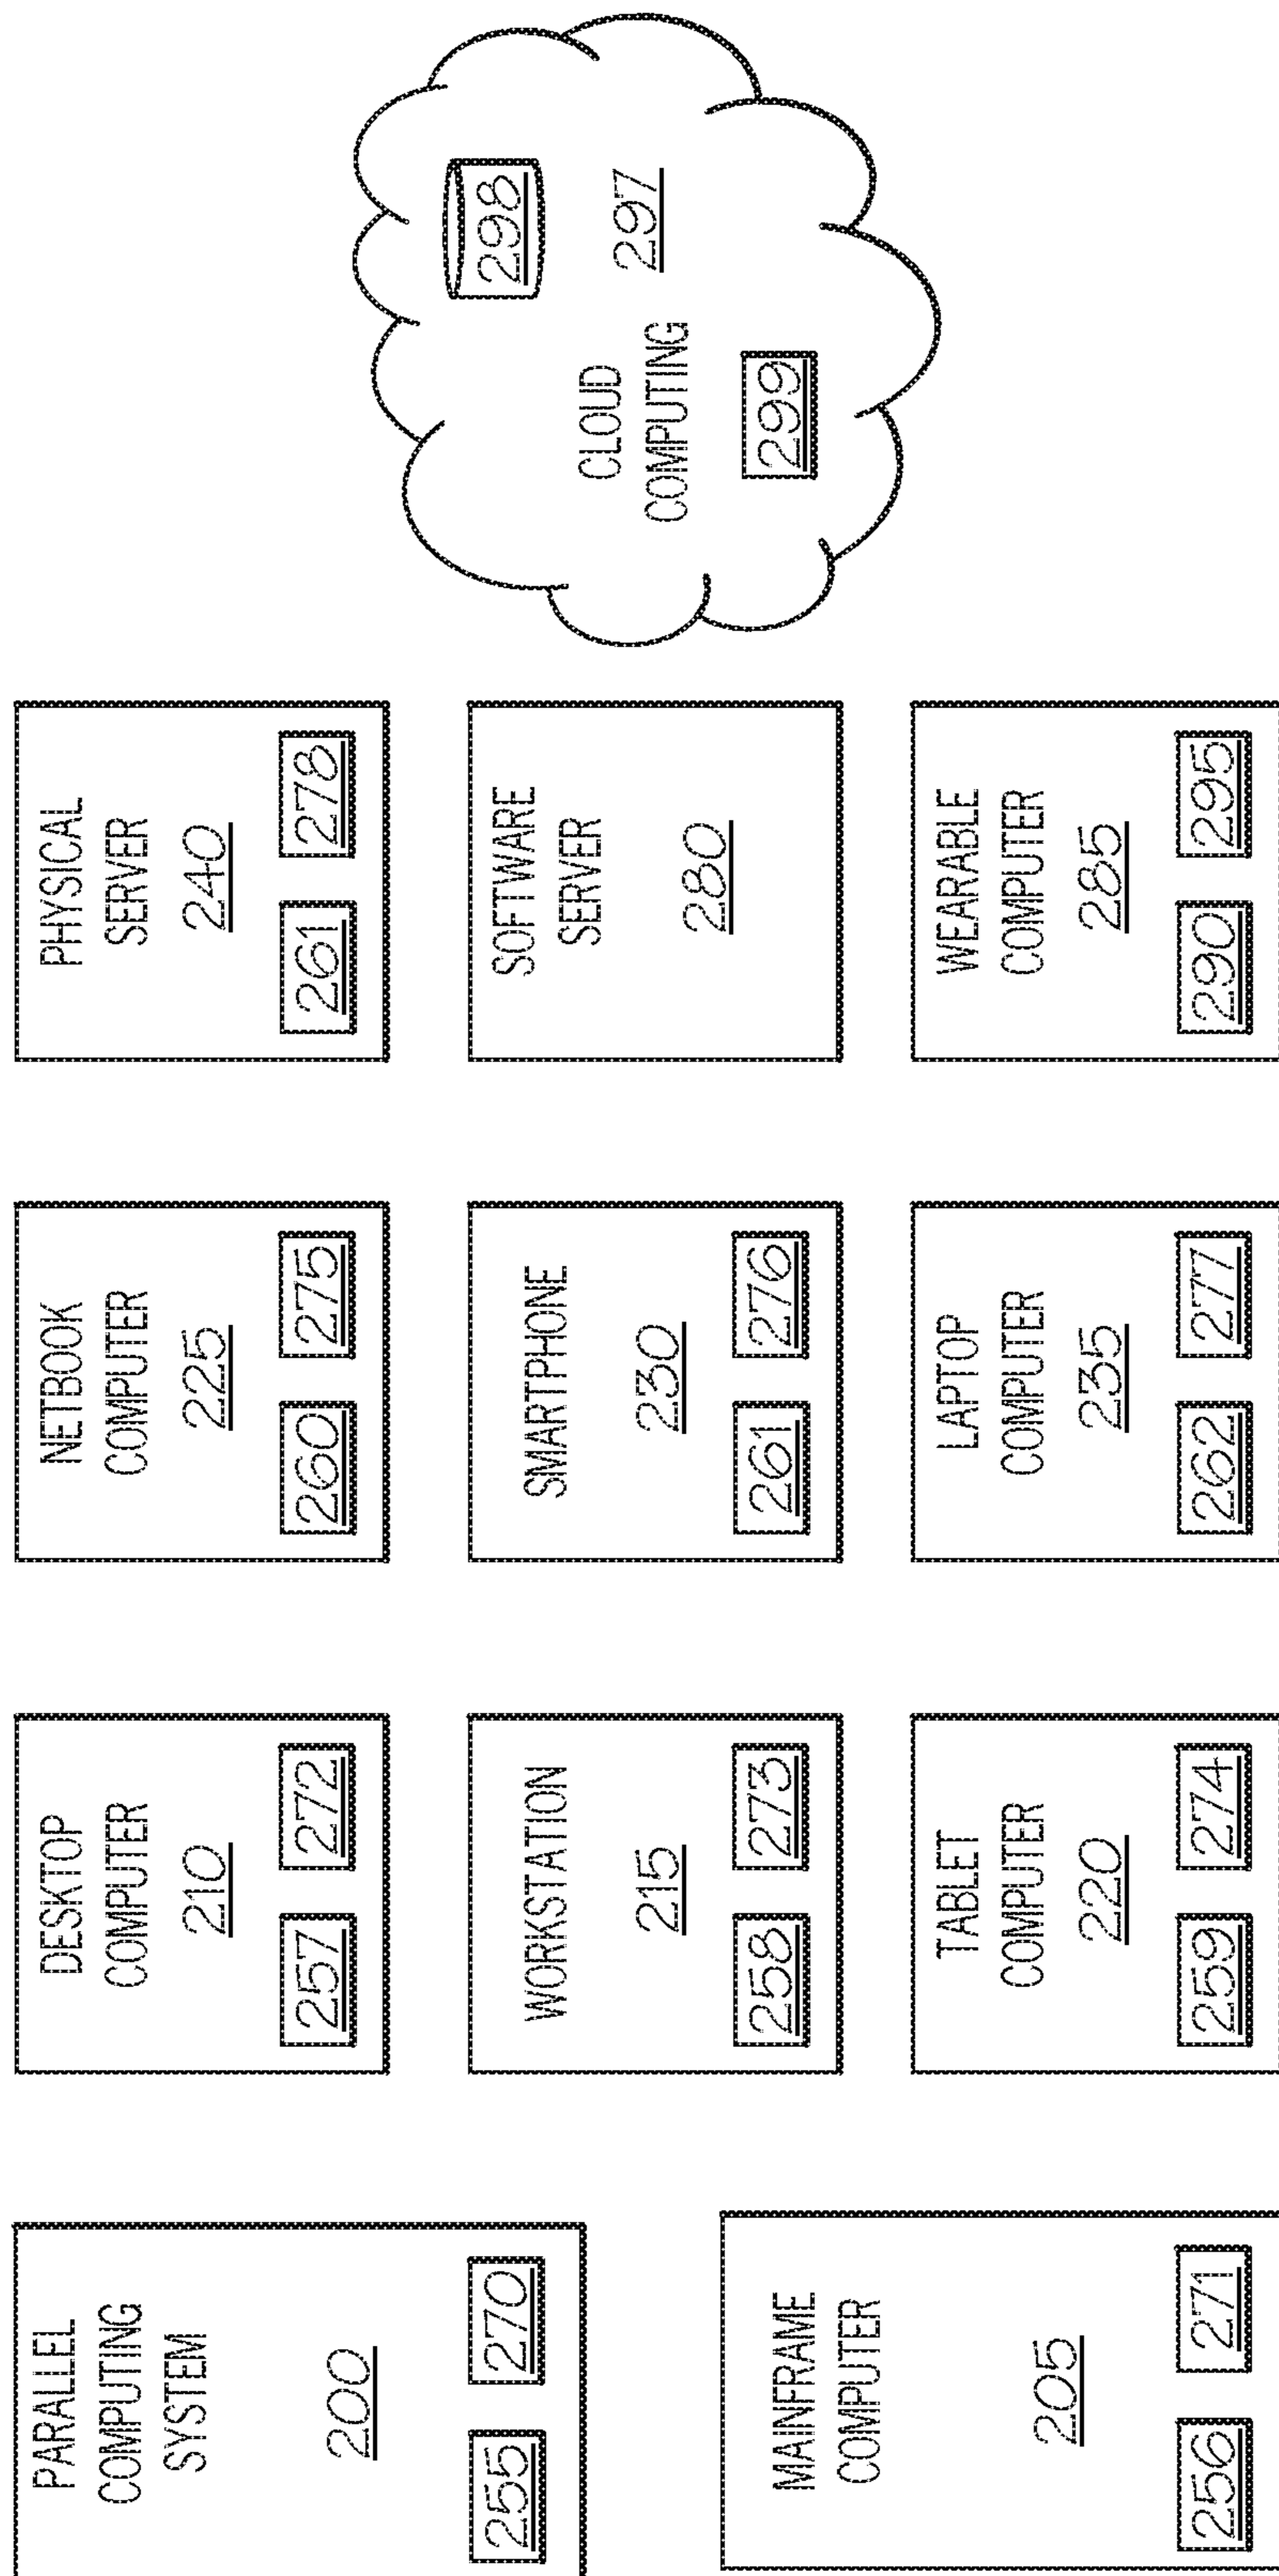 PARALLEL
COMPUTING
SYSTEM
200
255
270
MAINFRAME
COMPUTER
205
256
271
DESKTOP
COMPUTER
210
257
272
WORKSTATION
215
258
273
TABLET
COMPUTER
220
259
274
NETBOOK
COMPUTER
225
260
275
SMARTPHONE
230
261
276
LAPTOP
COMPUTER
235
262
277
PHYSICAL
SERVER
240
261
278
SOFTWARE
SERVER
280
WEARABLE
COMPUTER
285
290
295
298
CLOUD
COMPUTING
297
299